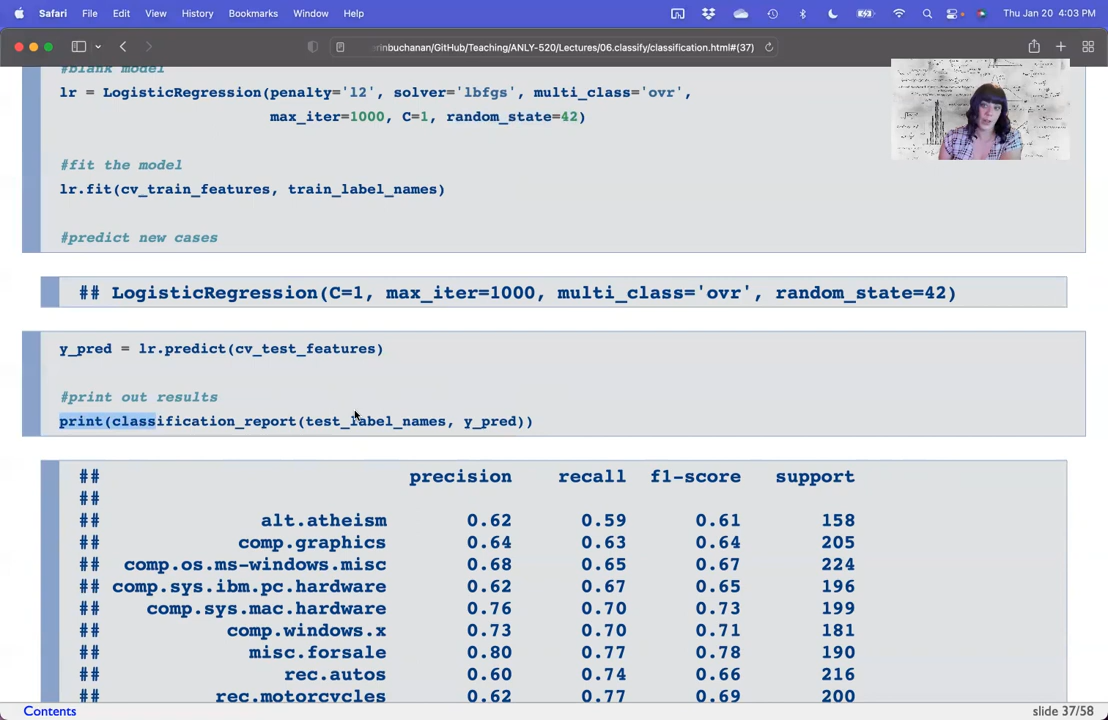 Safari File Edit View History Bookmarks Window Help Thu Jan 20 4:03 PM
rinbuchanan/GitHub/Teaching/ANLY-520/Lectures/06.classify/classification.html#(37)
#blank model
lr = LogisticRegression(penalty='l2', solver='lbfgs', multi_class='ovr',
max_iter=1000, C=1, random_state=42)
#fit the model
lr.fit(cv_train_features, train_label_names)
#predict new cases
## LogisticRegression(C=1, max_iter=1000, multi_class='ovr', random_state=42)
y_pred = lr.predict(cv_test_features)
#print out results
print(classification_report(test_label_names, y_pred))
## precision recall f1-score support
##
## alt.atheism 0.62 0.59 0.61 158
## comp.graphics 0.64 0.63 0.64 205
## comp.os.ms-windows.misc 0.68 0.65 0.67 224
## comp.sys.ibm.pc.hardware 0.62 0.67 0.65 196
## comp.sys.mac.hardware 0.76 0.70 0.73 199
## comp.windows.x 0.73 0.70 0.71 181
## misc.forsale 0.80 0.77 0.78 190
## rec.autos 0.60 0.74 0.66 216
## rec.motorcycles 0.62 0.77 0.69 200
Contents slide 37/58